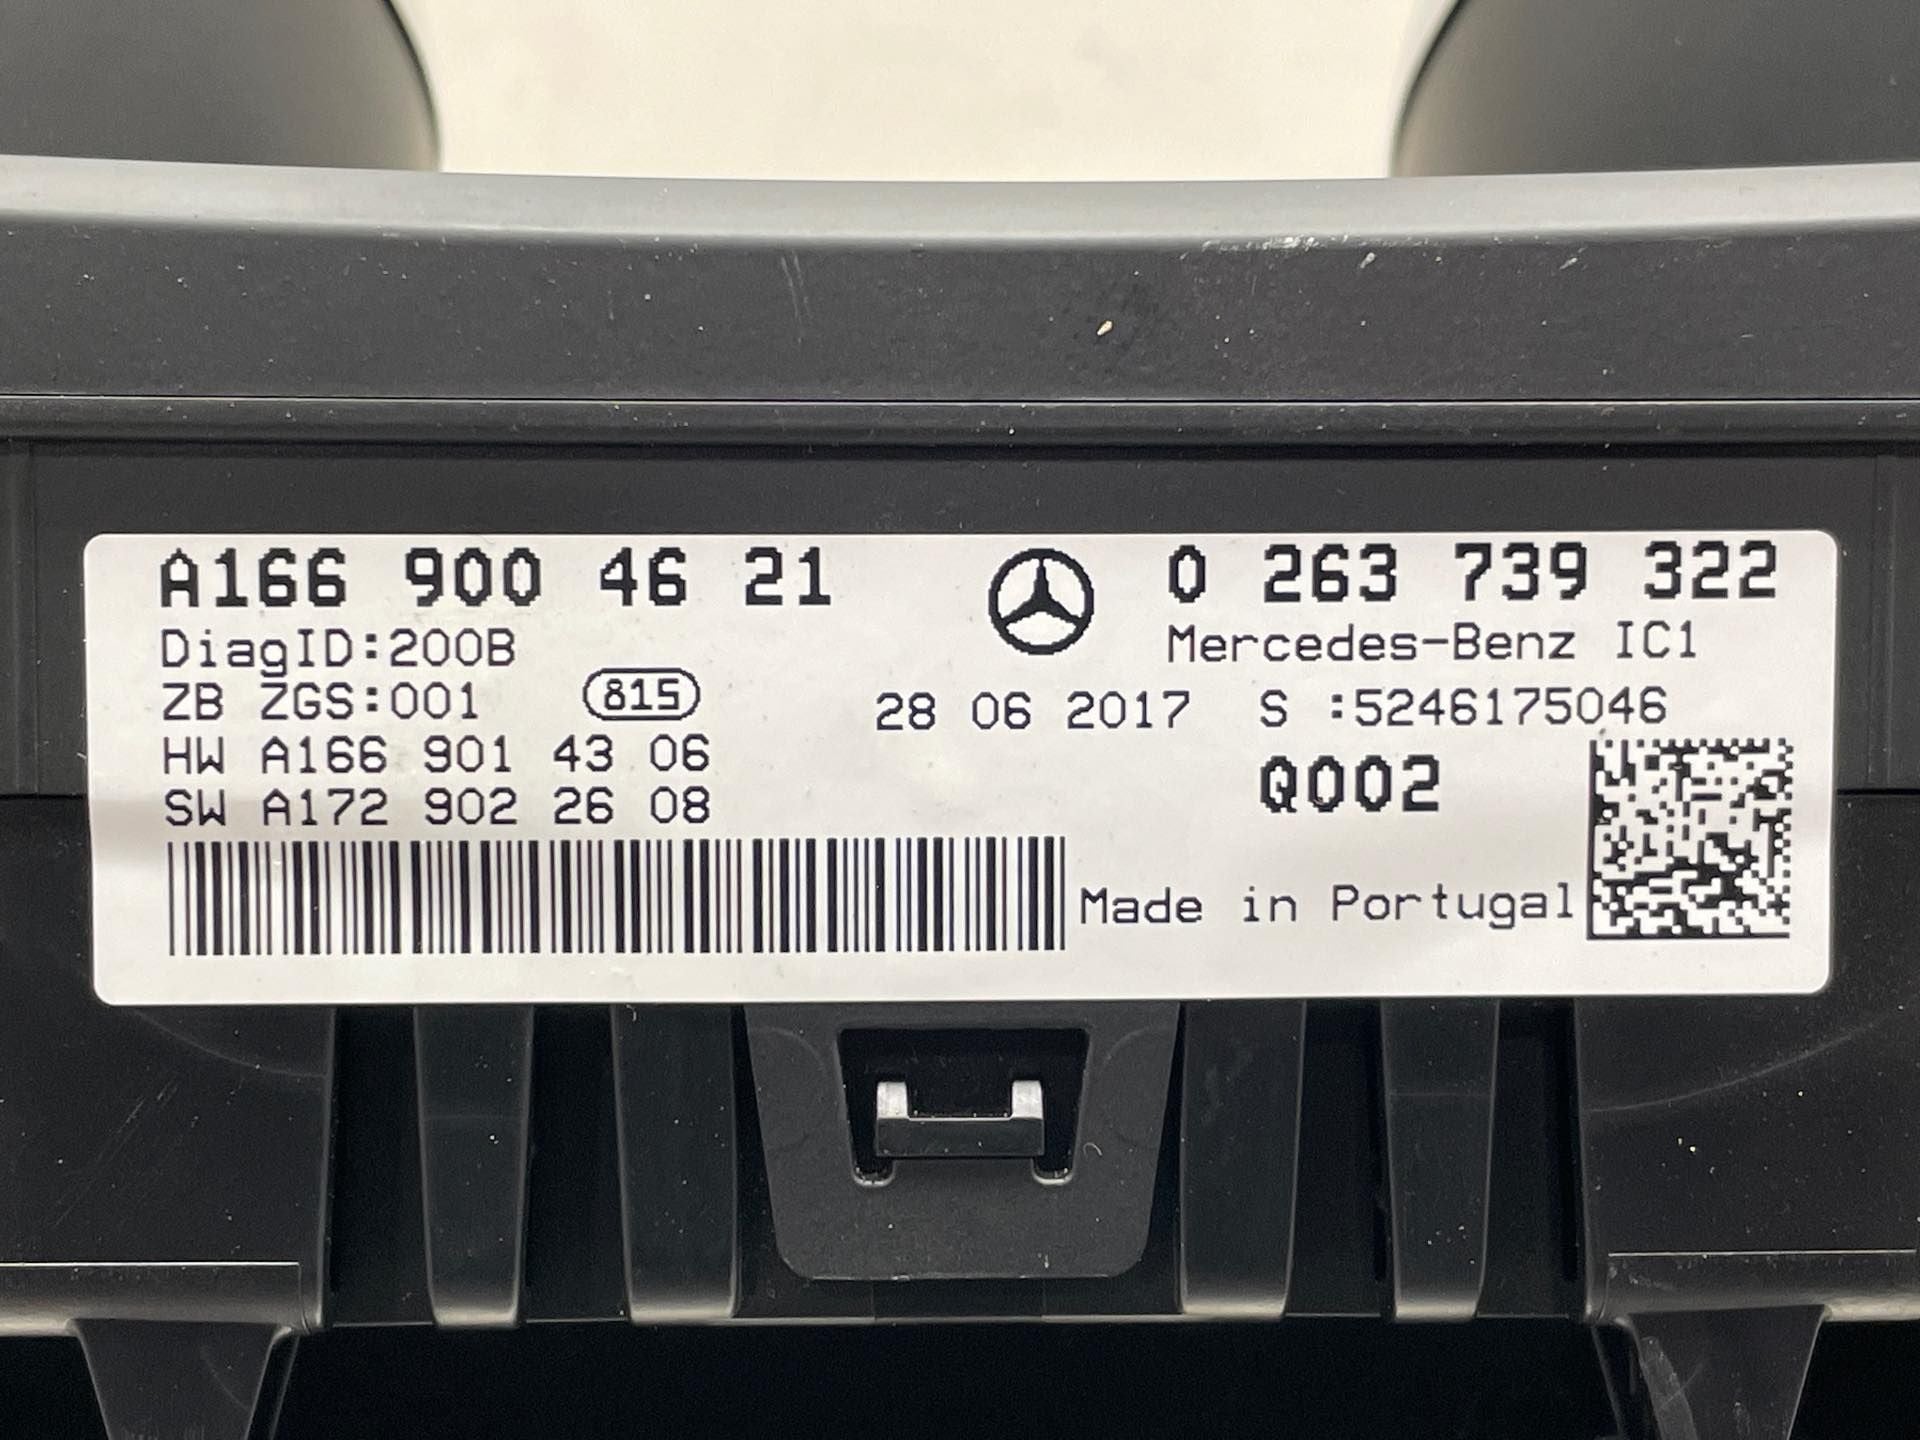 A166 900 46 21
DiagID:200B
ZB ZGS:001
815
HW A166 901 43 06
SW A172 902 26 08
0 263 739 322
Mercedes-Benz IC1
28 06 2017 S :5246175046
Q002
Made in Portugal